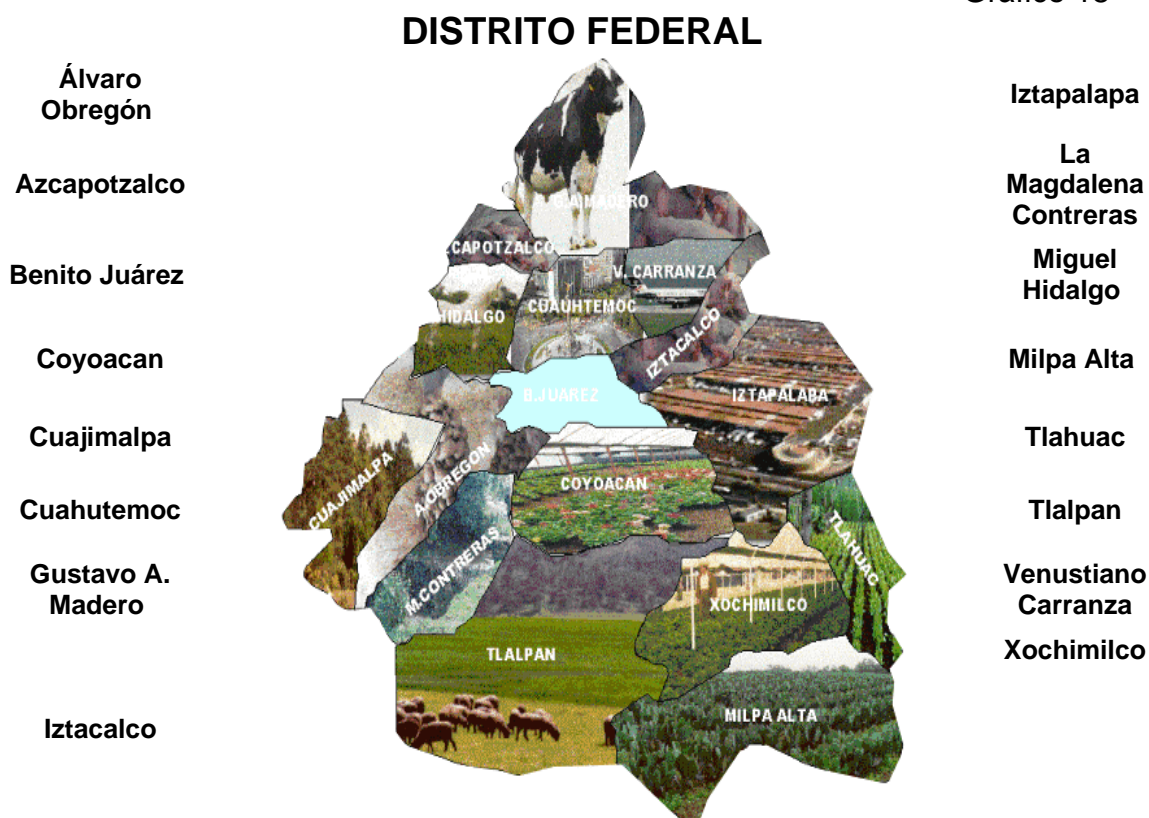 DISTRITO FEDERAL
Álvaro
Obregón
Azcapotzalco
Benito Juárez
Coyoacan
Cuajimalpa
Cuahutemoc
Gustavo A.
Madero
Iztacalco
G.A.MADERO
CAPOTZALCO
V. CARRANZA
HIDALGO
CUAUHTEMOC
IZTACALCO
B.JUAREZ
IZTAPALABA
CUAJIMALPA
A.OBREGON
COYOACAN
M.CONTRERAS
TLAHUAC
XOCHIMILCO
TLALPAN
MILPA ALTA
Iztapalapa
La
Magdalena
Contreras
Miguel
Hidalgo
Milpa Alta
Tlahuac
Tlalpan
Venustiano
Carranza
Xochimilco